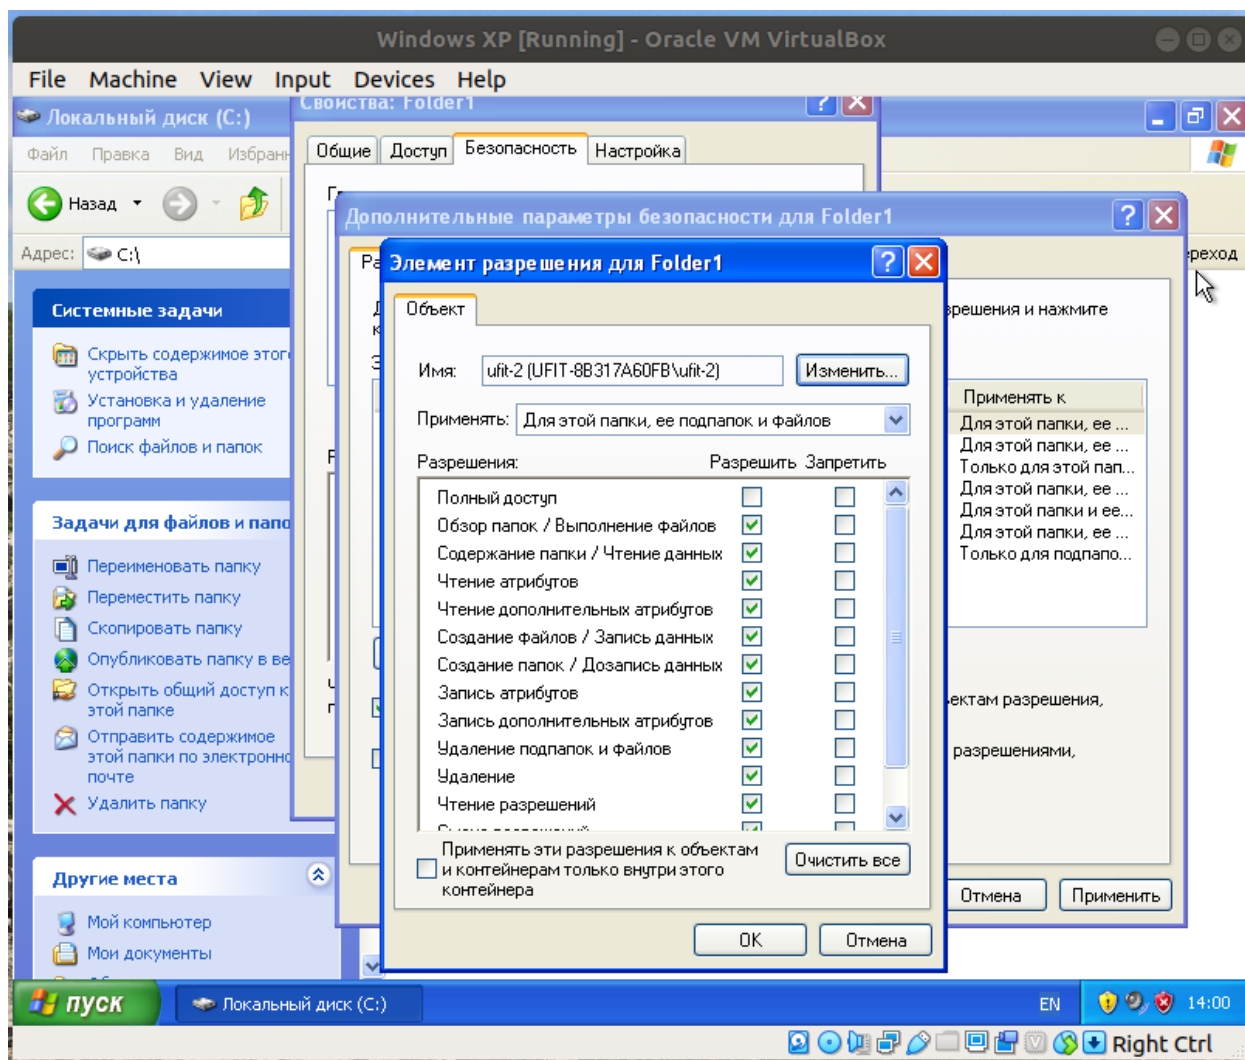 Windows XP [Running] - Oracle VM VirtualBox
File Machine View Input Devices Help
Локальный диск (C:)
Свойства: Folder1
Файл Правка Вид
Общие Доступ Безопасность Настройка
Назад
Дополнительные параметры безопасности для Folder1
Адрес: C:\
Элемент разрешения для Folder1
Объект
Имя: ufit-2 (UFIT-8B317A60FB\ufit-2) Изменить...
Применять: Для этой папки, ее подпапок и файлов
Разрешения: Разрешить Запретить
Полный доступ
Обзор папок / Выполнение файлов
Содержание папки / Чтение данных
Чтение атрибутов
Чтение дополнительных атрибутов
Создание файлов / Запись данных
Создание папок / Дозапись данных
Запись атрибутов
Запись дополнительных атрибутов
Удаление подпапок и файлов
Удаление
Чтение разрешений
Применять эти разрешения к объектам
и контейнерам только внутри этого
контейнера
Очистить все
ОК Отмена
и нажмите
Применять к
Для этой папки, ее ...
Для этой папки, ее ...
Только для этой пап...
Для этой папки, ее ...
Для этой папки и ее...
Для этой папки, ее ...
Только для подпапо...
разрешения,
разрешениями,
Отмена Применить
Системные задачи
Скрыть содержимое этого
устройства
Установка и удаление
программ
Поиск файлов и папок
Задачи для файлов и
Переименовать папку
Переместить папку
Скопировать папку
Опубликовать папку в
Открыть общий доступ к
этой папке
Отправить содержимое
этой папки по
почте
Удалить папку
Другие места
Мой компьютер
Мои документы
пуск Локальный диск (C:) EN 14:00
Right Ctrl